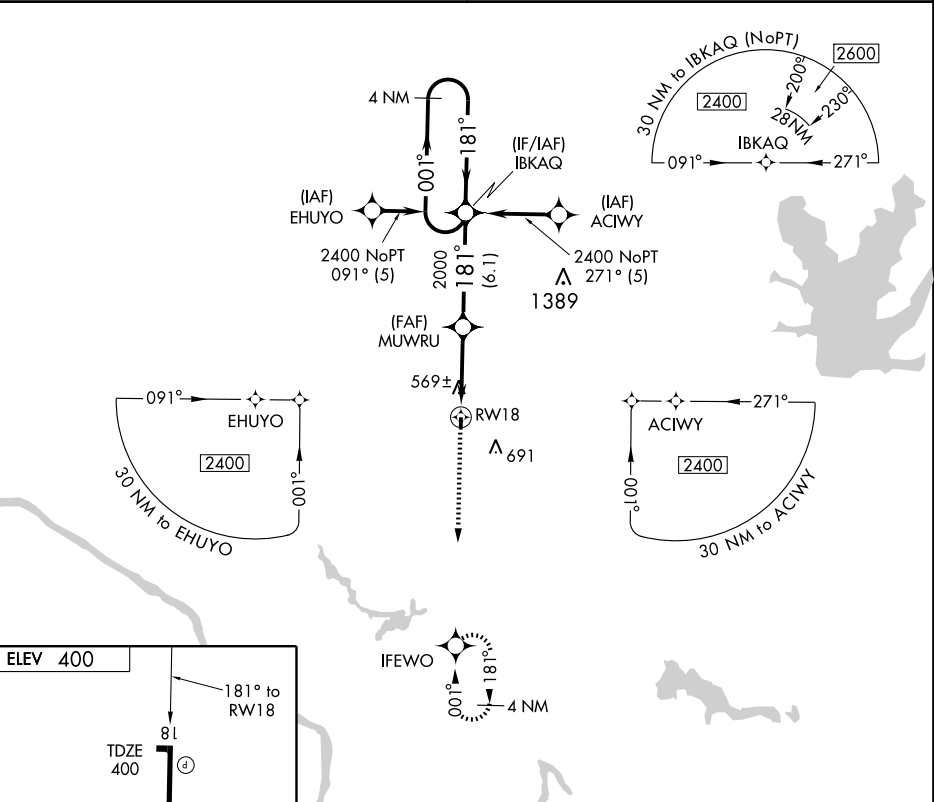 30 NM to IBKAQ (NoPT)
2600
200°
2400
230°
28 NM
IBKAQ
091°
271°
4 NM
181°
001°
(IF/IAF)
IBKAQ
(IAF)
EHUYO
(IAF)
ACIWY
2400 NoPT
091° (5)
2000
181°
(6.1)
2400 NoPT
271° (5)
1389
(FAF)
MUWRU
569±
RW18
691
091°
EHUYO
2400
001°
30 NM to EHUYO
271°
ACIWY
2400
001°
30 NM to ACIWY
IFEWO
181°
001°
4 NM
ELEV 400
181° to
RW18
18
TDZE
400
P